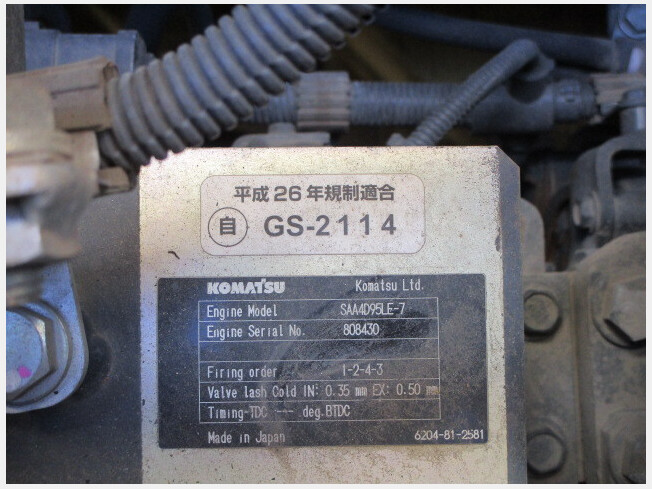 平成26年規制適合
自 GS-2114
KOMATSU Komatsu Ltd.
Engine Model SAA4D95LE-7
Engine Serial No. 808430
Firing order 1-2-4-3
Valve lash Cold IN: 0.35 mm EX: 0.50 mm
Timing-TDC --- deg.BTDC
Made in Japan 6204-81-2581